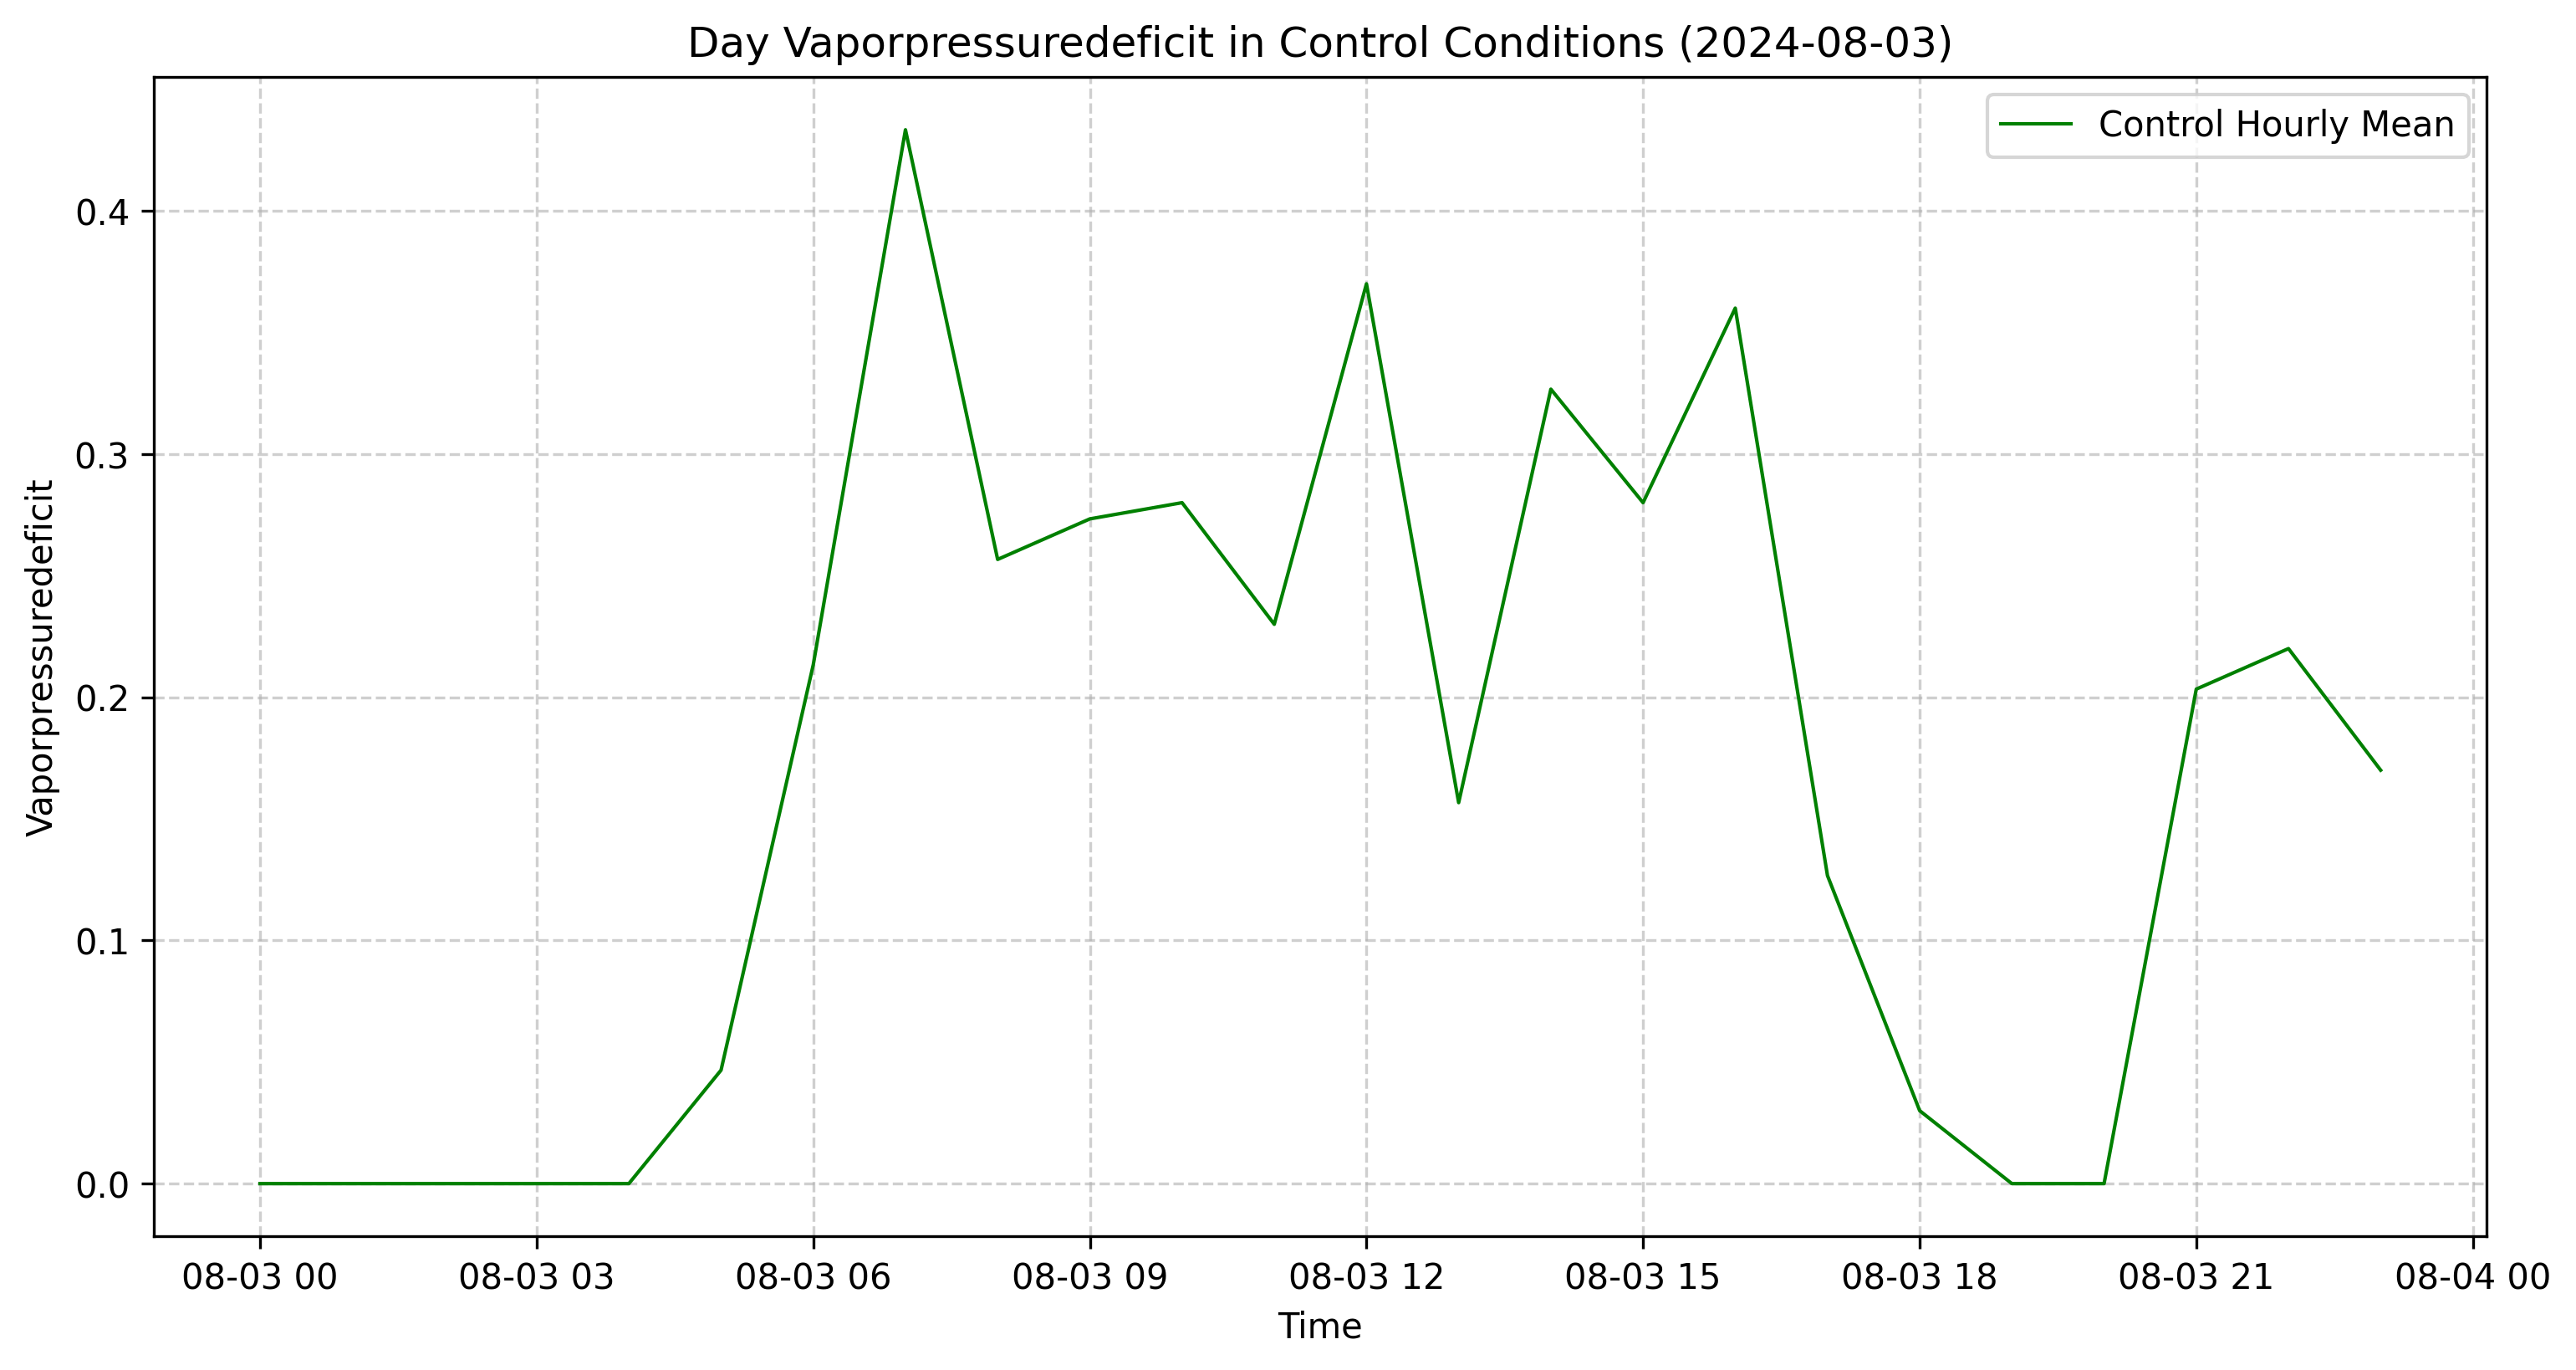 Day Vaporpressuredeficit in Control Conditions (2024-08-03)
Control Hourly Mean
Vaporpressuredeficit
0.4
0.3
0.2
0.1
0.0
08-03 00 08-03 03 08-03 06 08-03 09 08-03 12 08-03 15 08-03 18 08-03 21 08-04 00
Time